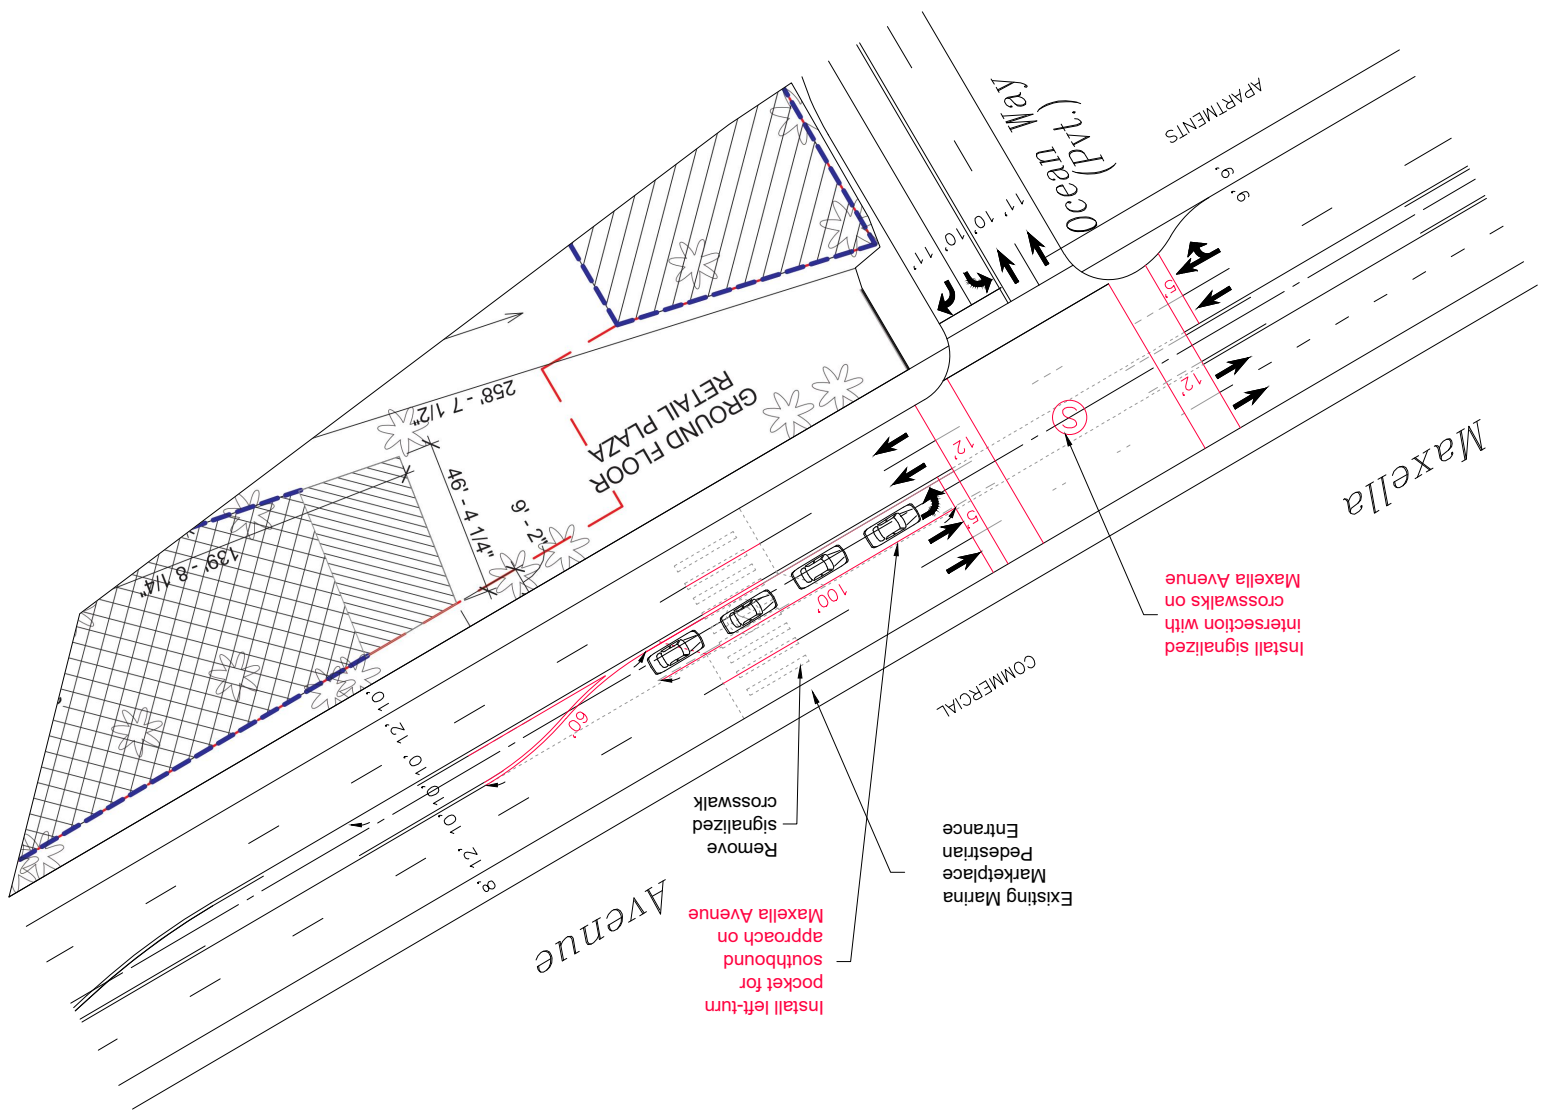 Install signalized
intersection with
crosswalks on
Maxella Avenue
Install left-turn
pocket for
southbound
approach on
Maxella Avenue
Existing Marina
Marketplace
Pedestrian
Entrance
Remove
signalized
crosswalk
Maxella
Avenue
COMMERCIAL
APARTMENTS
Ocean Way
(Pvt.)
GROUND FLOOR
RETAIL PLAZA
258' - 7 1/2"
139' - 8 1/4"
46' - 4 1/4"
9' - 2"
11' 10' 10' 11'
9' 9'
8' 12' 10' 10' 10' 12' 10'
60'
100'
5'
12'
12'
5'
S